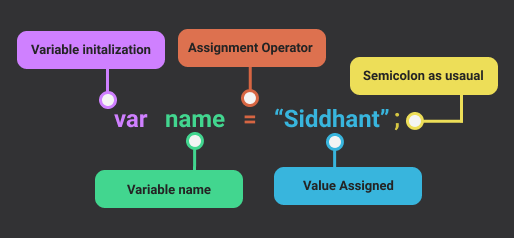 Variable initalization
Assignment Operator
Semicolon as usaual
var name = “Siddhant” ;
Variable name
Value Assigned